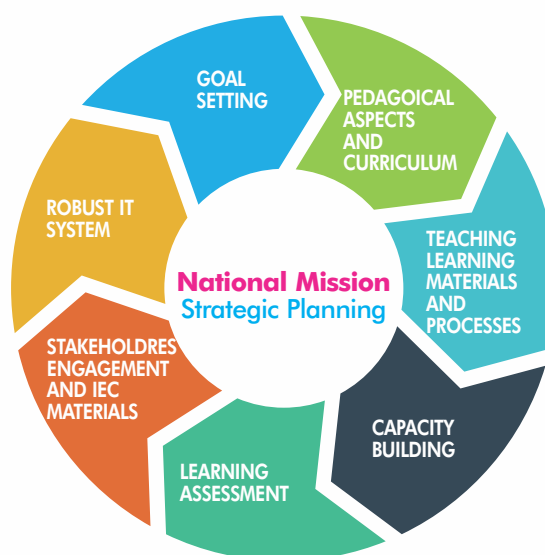 GOAL
SETTING
PEDAGOICAL
ASPECTS
AND
CURRICULUM
TEACHING
LEARNING
MATERIALS
AND
PROCESSES
CAPACITY
BUILDING
LEARNING
ASSESSMENT
STAKEHOLDRES
ENGAGEMENT
AND IEC
MATERIALS
ROBUST IT
SYSTEM
National Mission
Strategic Planning